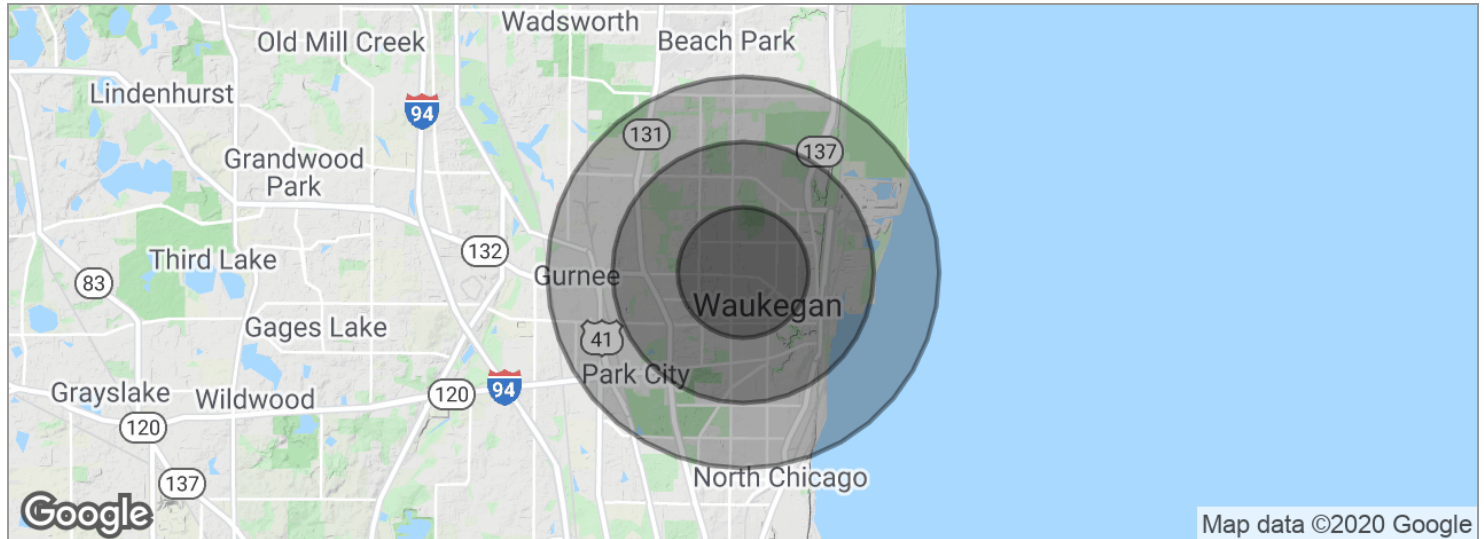 Wadsworth
Old Mill Creek
Beach Park
Lindenhurst
94
131
137
Grandwood
Park
132
Third Lake
Gurnee
83
Waukegan
Gages Lake
41
Park City
Grayslake
Wildwood
120
94
120
North Chicago
137
Google
Map data ©2020 Google